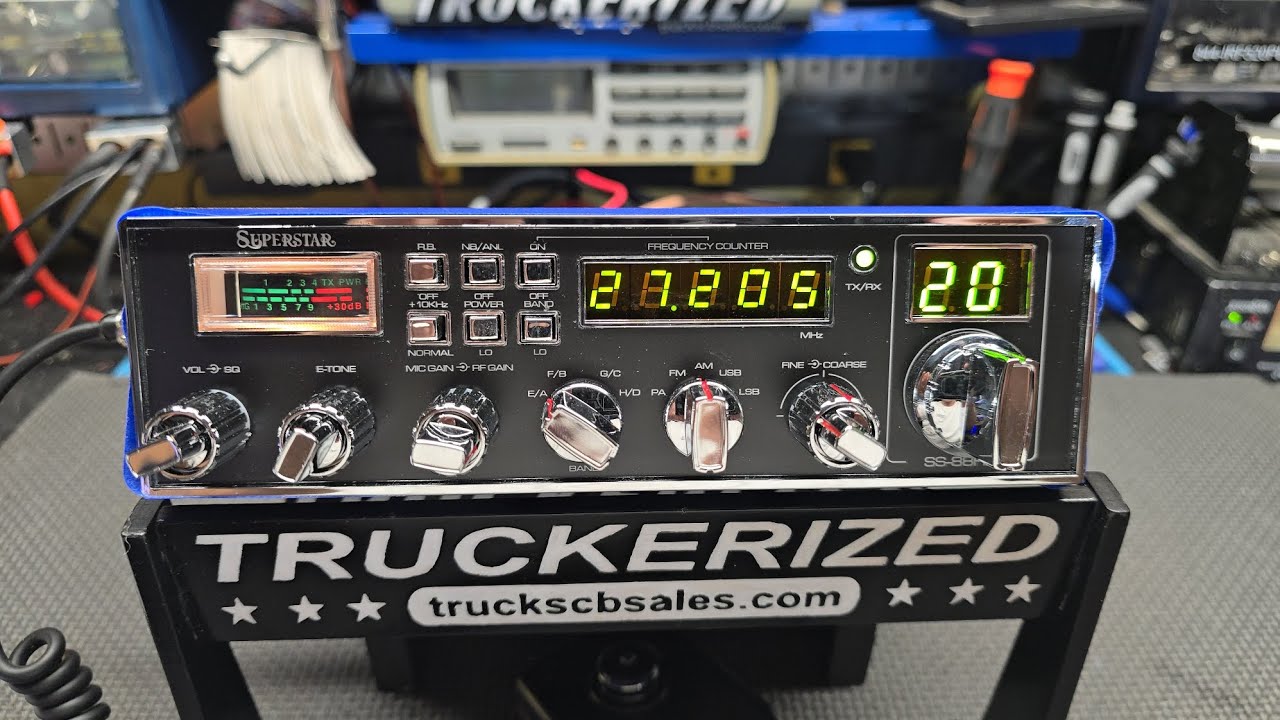 TRUCKERIZED
SUPERSTAR
R.B. NB/ANL ON
FREQUENCY COUNTER
1 2 3 4 TX PWR
1 3 5 7 9 +30dB
OFF OFF OFF
+10KHz POWER BAND
NORMAL LO LO
27.205
MHz
TX/RX
20
VOL SQ
E-TONE
MIC GAIN RF GAIN
E/A F/B G/C H/D
PA FM AM USB LSB
FINE COARSE
TRUCKERIZED
truckscbsales.com